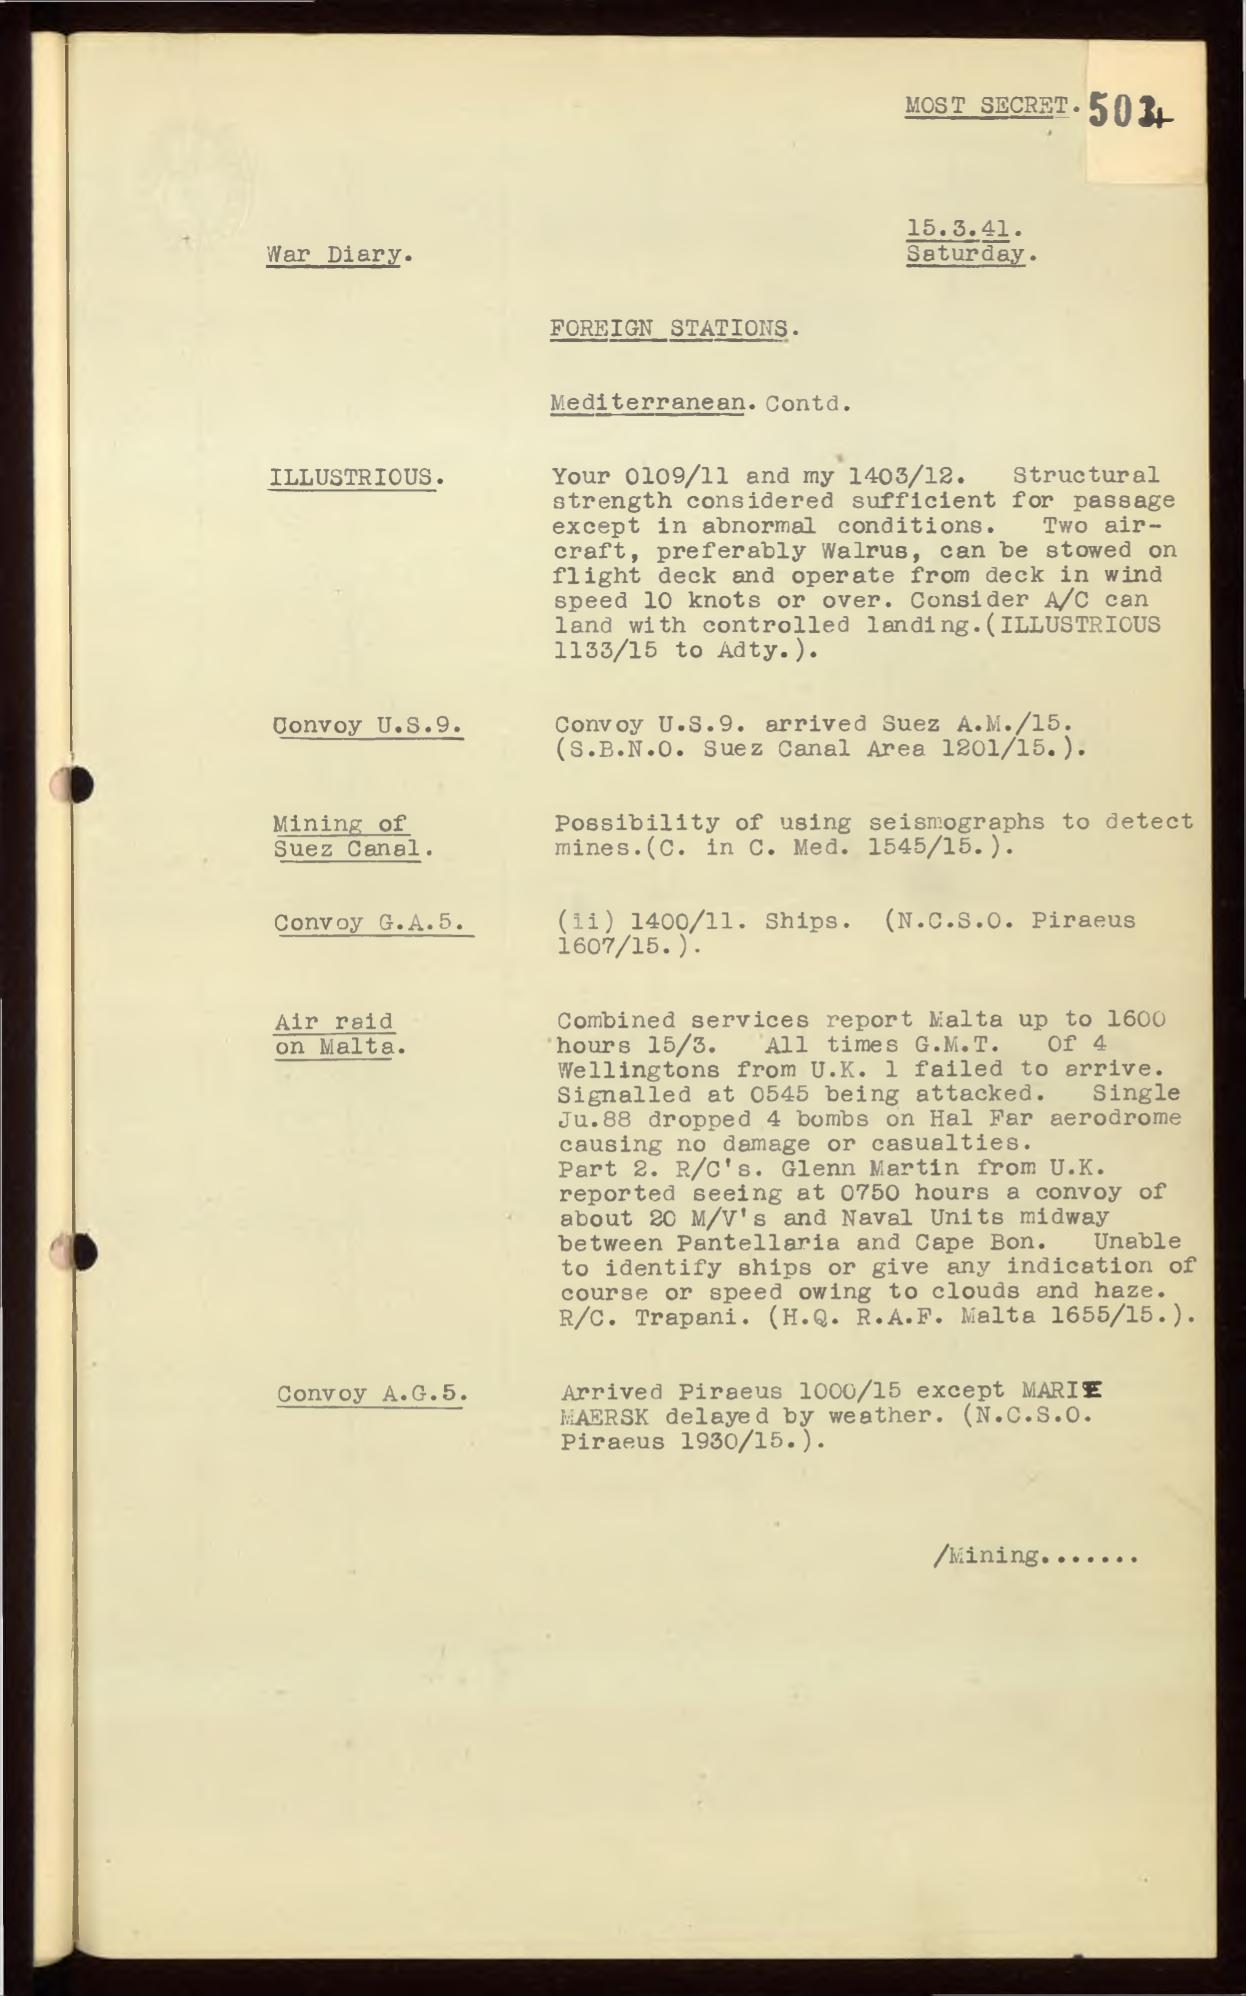 MOST SECRET. 504
15.3.41.
War Diary. Saturday.
FOREIGN STATIONS.
Mediterranean. Contd.
ILLUSTRIOUS. Your 0109/11 and my 1403/12. Structural
strength considered sufficient for passage
except in abnormal conditions. Two air-
craft, preferably Walrus, can be stowed on
flight deck and operate from deck in wind
speed 10 knots or over. Consider A/C can
land with controlled landing.(ILLUSTRIOUS
1133/15 to Adty.).
Convoy U.S.9. Convoy U.S.9. arrived Suez A.M./15.
(S.B.N.O. Suez Canal Area 1201/15.).
Mining of Possibility of using seismographs to detect
Suez Canal. mines.(C. in C. Med. 1545/15.).
Convoy G.A.5. (ii) 1400/11. Ships. (N.C.S.O. Piraeus
1607/15.).
Air raid Combined services report Malta up to 1600
on Malta. hours 15/3. All times G.M.T. Of 4
Wellingtons from U.K. 1 failed to arrive.
Signalled at 0545 being attacked. Single
Ju.88 dropped 4 bombs on Hal Far aerodrome
causing no damage or casualties.
Part 2. R/C's. Glenn Martin from U.K.
reported seeing at 0750 hours a convoy of
about 20 M/V's and Naval Units midway
between Pantellaria and Cape Bon. Unable
to identify ships or give any indication of
course or speed owing to clouds and haze.
R/C. Trapani. (H.Q. R.A.F. Malta 1655/15.).
Convoy A.G.5. Arrived Piraeus 1000/15 except MARIE
MAERSK delayed by weather. (N.C.S.O.
Piraeus 1930/15.).
/Mining.......